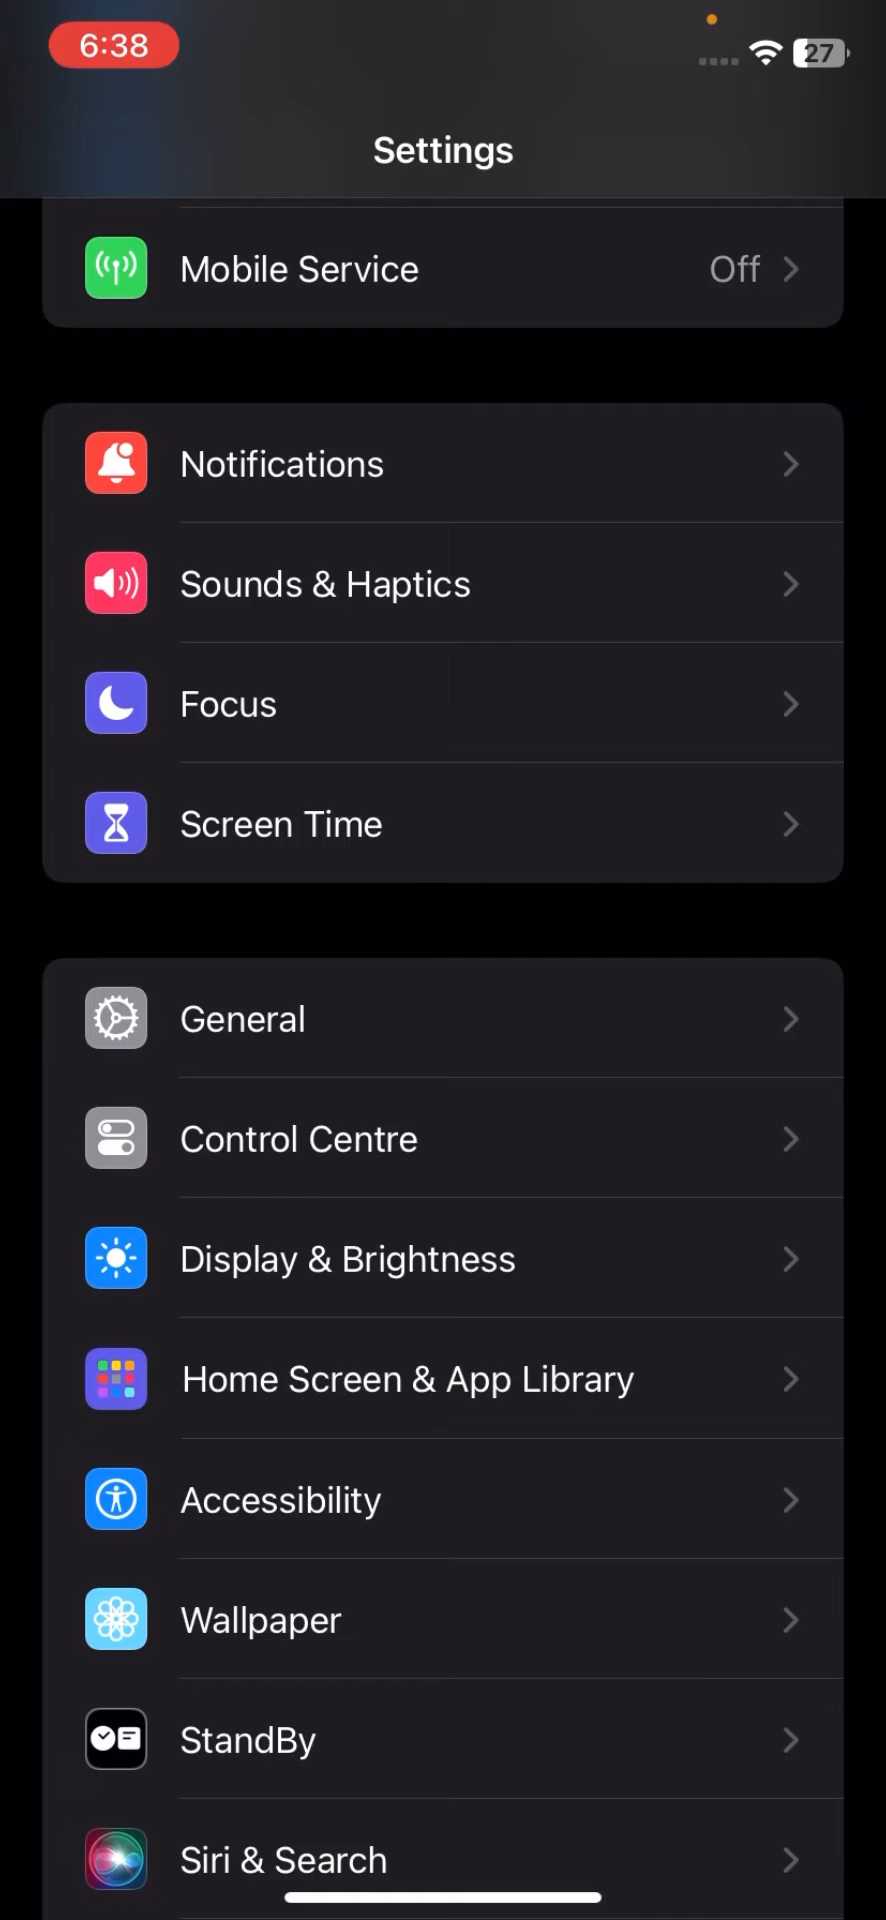 6:38
27
Settings
Mobile Service Off
Notifications
Sounds & Haptics
Focus
Screen Time
General
Control Centre
Display & Brightness
Home Screen & App Library
Accessibility
Wallpaper
StandBy
Siri & Search